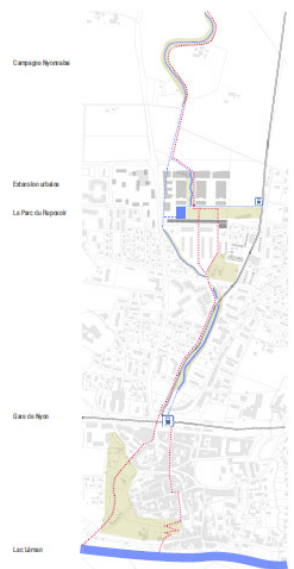 Campagne Nyonnaise
Extension urbaine
Le Parc du Reposoir
Gare de Nyon
Lac Léman